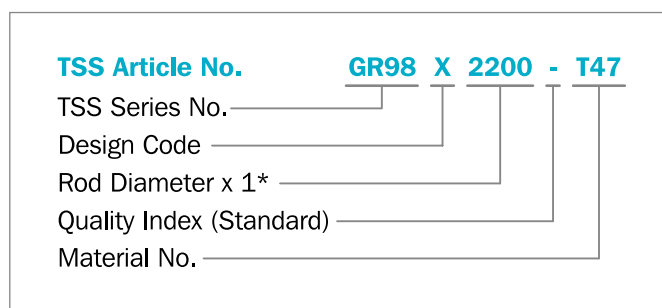 TSS Article No. GR98 X 2200 - T47
TSS Series No.
Design Code
Rod Diameter x 1*
Quality Index (Standard)
Material No.